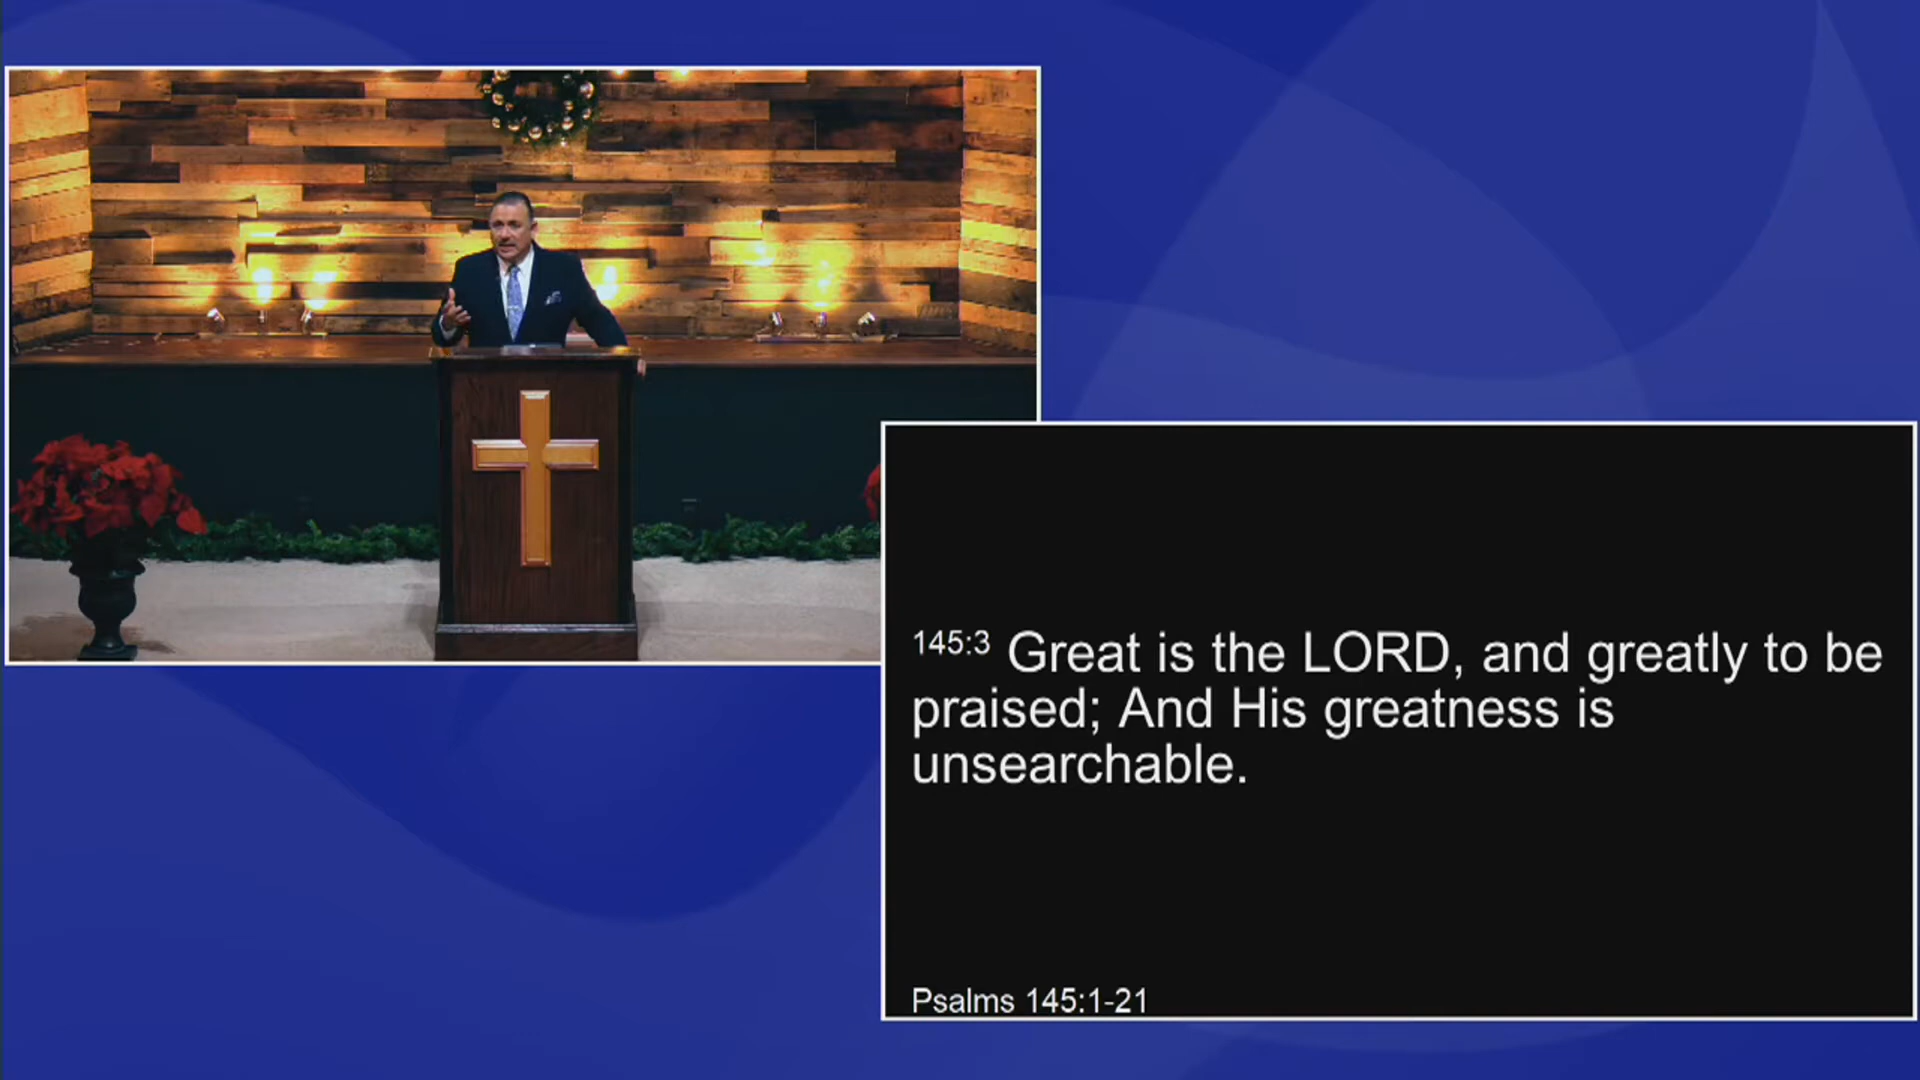 145:3 Great is the LORD, and greatly to be
praised; And His greatness is
unsearchable.
Psalms 145:1-21